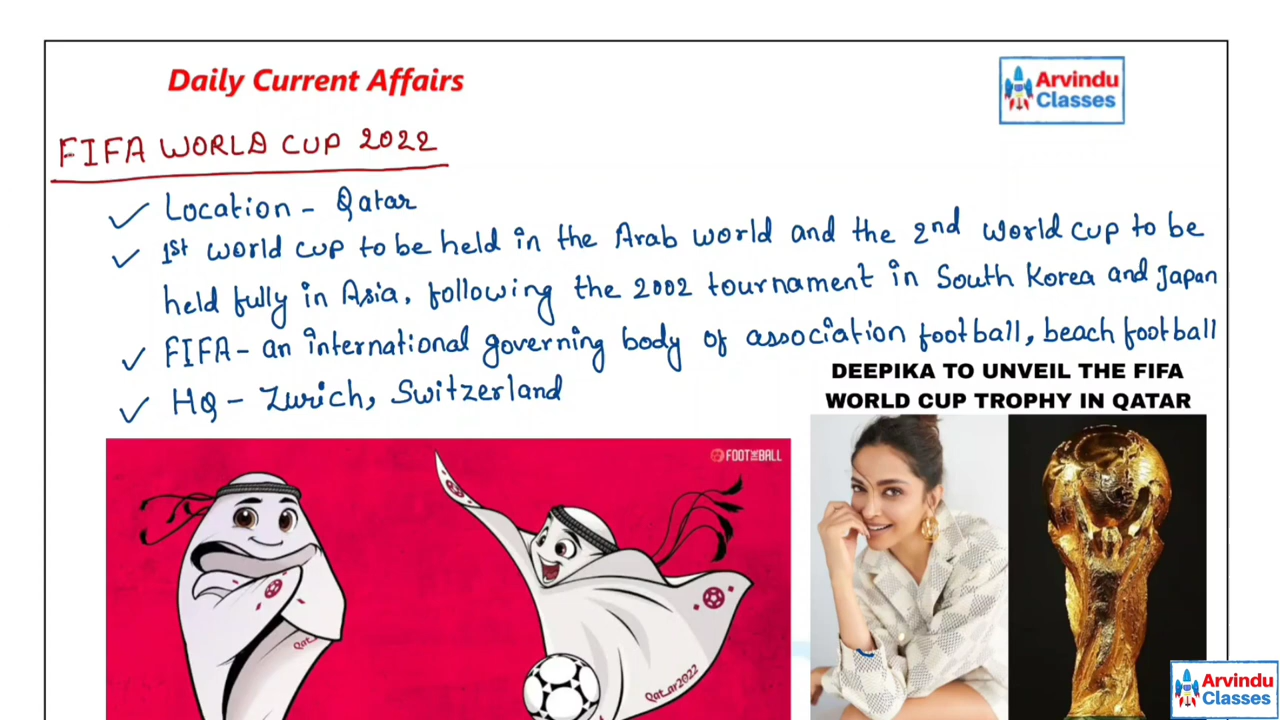 Daily Current Affairs
Arvindu
Classes
FIFA WORLD CUP 2022
✓ Location - Qatar
✓ 1st world cup to be held in the Arab world and the 2nd world cup to be
held fully in Asia, following the 2002 tournament in South Korea and Japan
✓ FIFA - an international governing body of association football, beach football
✓ HQ - Zurich, Switzerland
DEEPIKA TO UNVEIL THE FIFA
WORLD CUP TROPHY IN QATAR
FOOTTHEBALL
Qat_ar2022
Arvindu
Classes